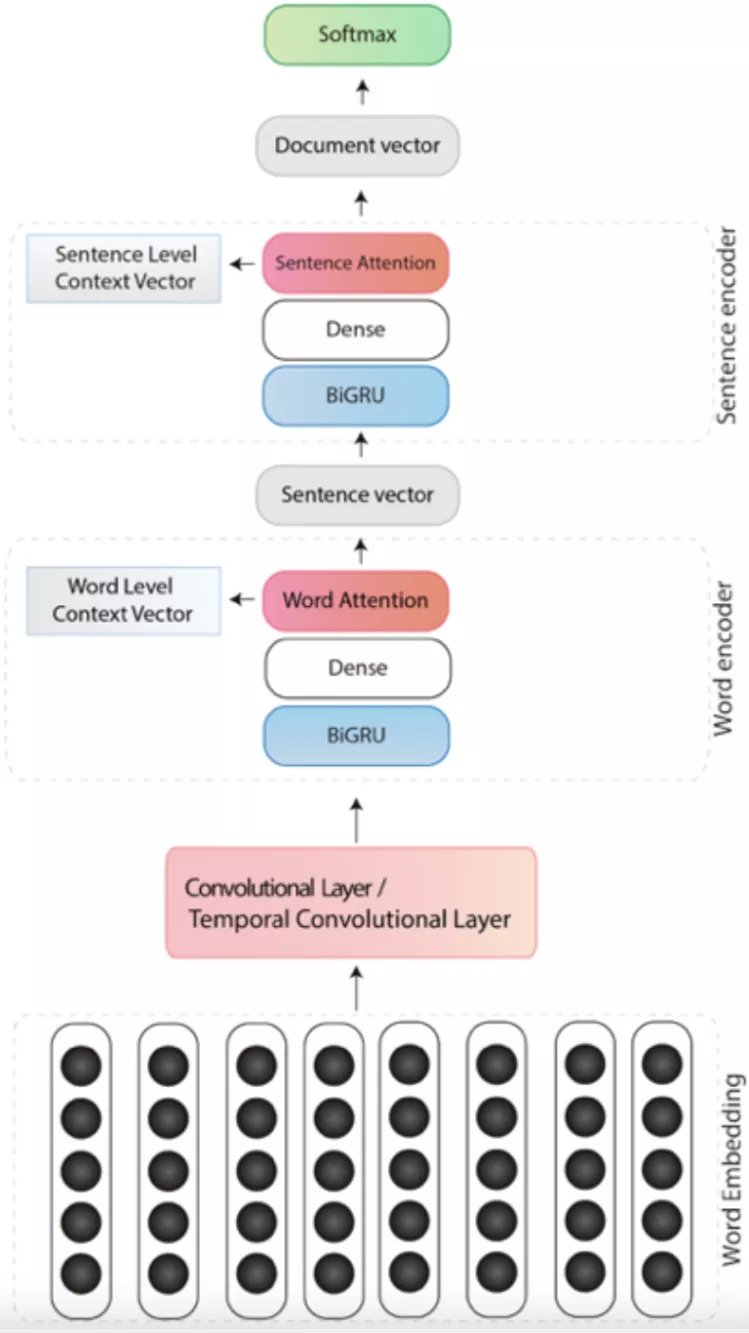 Softmax
Document vector
Sentence Level
Context Vector
Sentence Attention
Dense
BiGRU
Sentence encoder
Sentence vector
Word Level
Context Vector
Word Attention
Dense
BiGRU
Word encoder
Convolutional Layer /
Temporal Convolutional Layer
Word Embedding